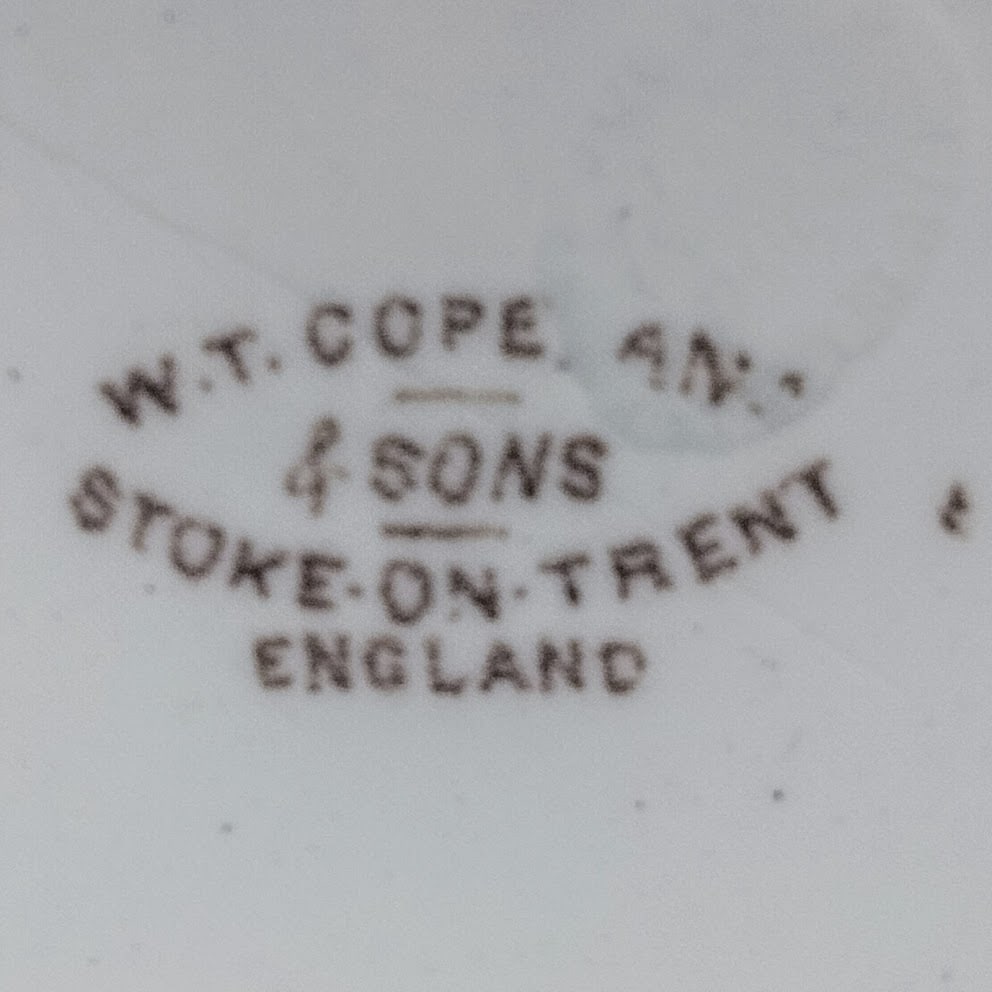 W.T. COPE AN
& SONS
STOKE-ON-TRENT
ENGLAND